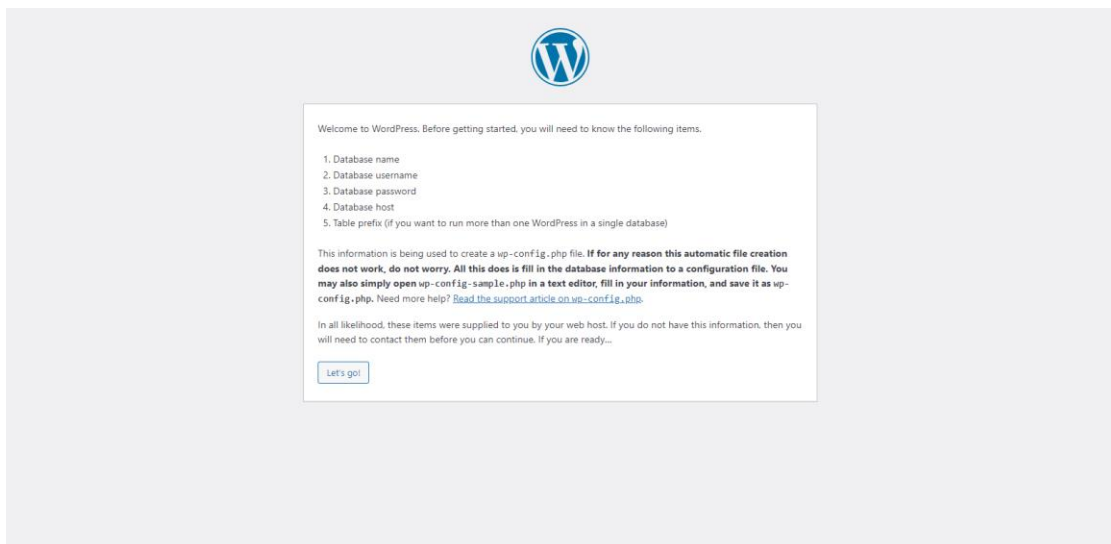 W
Welcome to WordPress. Before getting started, you will need to know the following items.
1. Database name
2. Database username
3. Database password
4. Database host
5. Table prefix (if you want to run more than one WordPress in a single database)
This information is being used to create a wp-config.php file. If for any reason this automatic file creation
does not work, do not worry. All this does is fill in the database information to a configuration file. You
may also simply open wp-config-sample.php in a text editor, fill in your information, and save it as wp-
config.php. Need more help? Read the support article on wp-config.php.
In all likelihood, these items were supplied to you by your web host. If you do not have this information, then you
will need to contact them before you can continue. If you are ready...
Let's go!